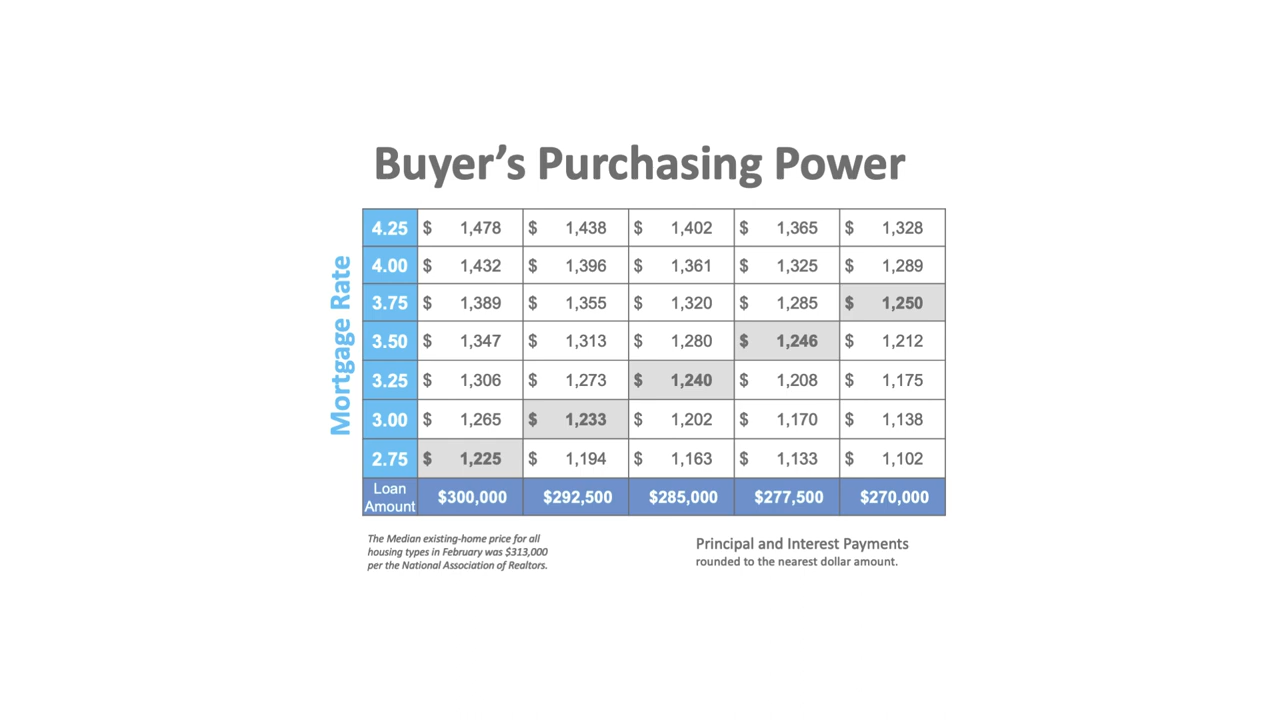 Buyer's Purchasing Power
Mortgage Rate
4.25 $ 1,478 $ 1,438 $ 1,402 $ 1,365 $ 1,328
4.00 $ 1,432 $ 1,396 $ 1,361 $ 1,325 $ 1,289
3.75 $ 1,389 $ 1,355 $ 1,320 $ 1,285 $ 1,250
3.50 $ 1,347 $ 1,313 $ 1,280 $ 1,246 $ 1,212
3.25 $ 1,306 $ 1,273 $ 1,240 $ 1,208 $ 1,175
3.00 $ 1,265 $ 1,233 $ 1,202 $ 1,170 $ 1,138
2.75 $ 1,225 $ 1,194 $ 1,163 $ 1,133 $ 1,102
Loan
Amount $300,000 $292,500 $285,000 $277,500 $270,000
The Median existing-home price for all
housing types in February was $313,000
per the National Association of Realtors.
Principal and Interest Payments
rounded to the nearest dollar amount.